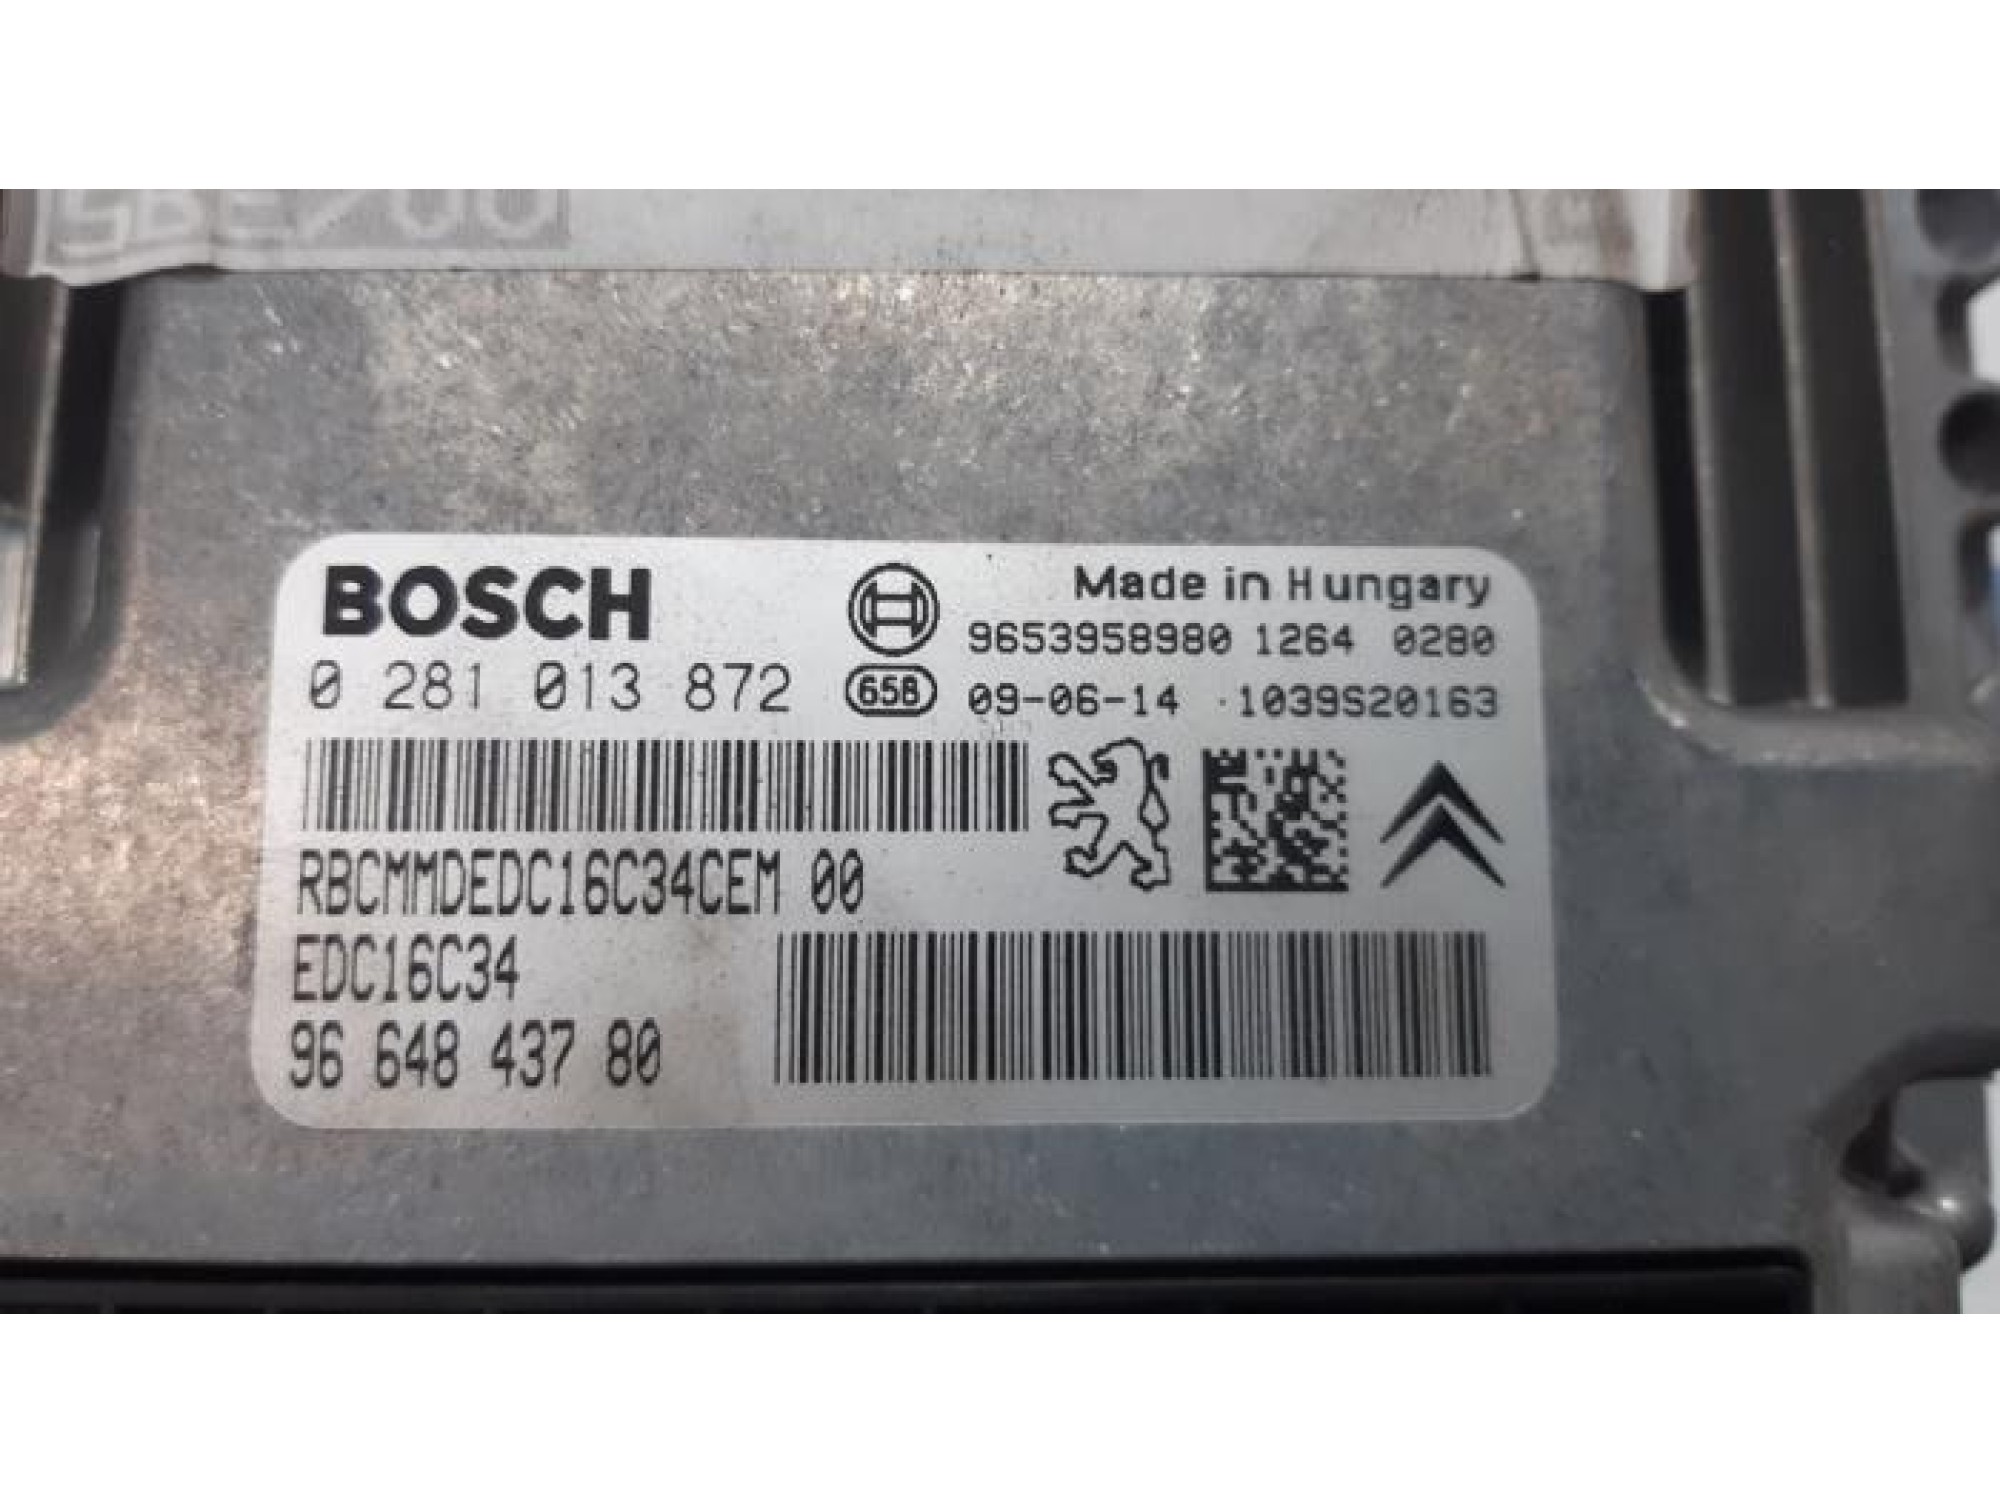 BOSCH
Made in Hungary
9653958980 1264 0280
0 281 013 872
65B
09-06-14 1039S20163
RBCMMDEDC16C34CEM 00
EDC16C34
96 648 437 80